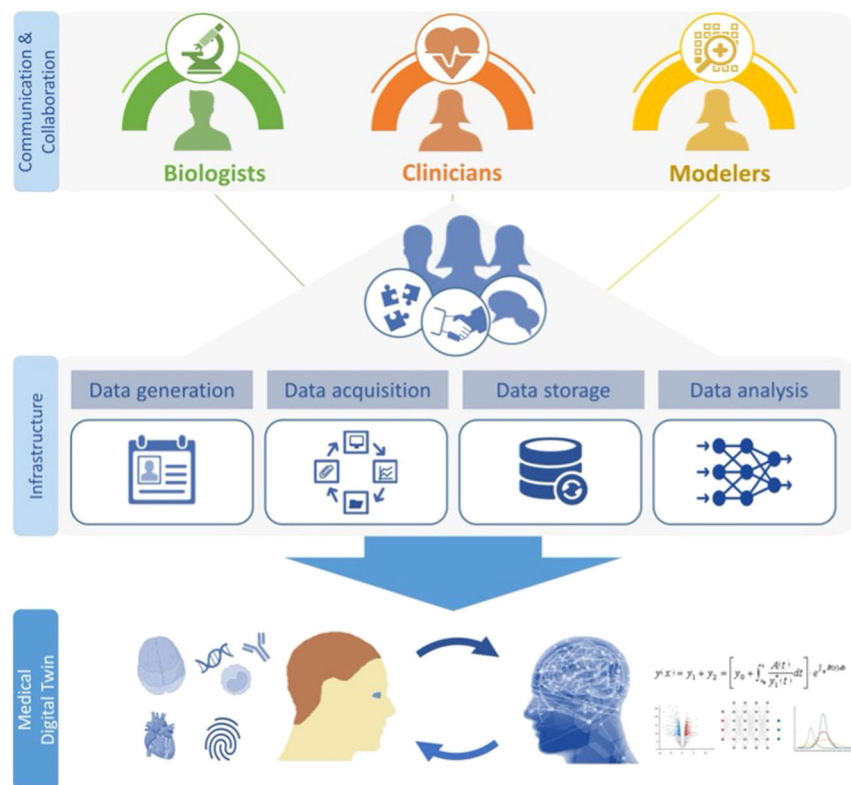 Communication &
Collaboration
Biologists
Clinicians
Modelers
Infrastructure
Data generation
Data acquisition
Data storage
Data analysis
Medical
Digital Twin